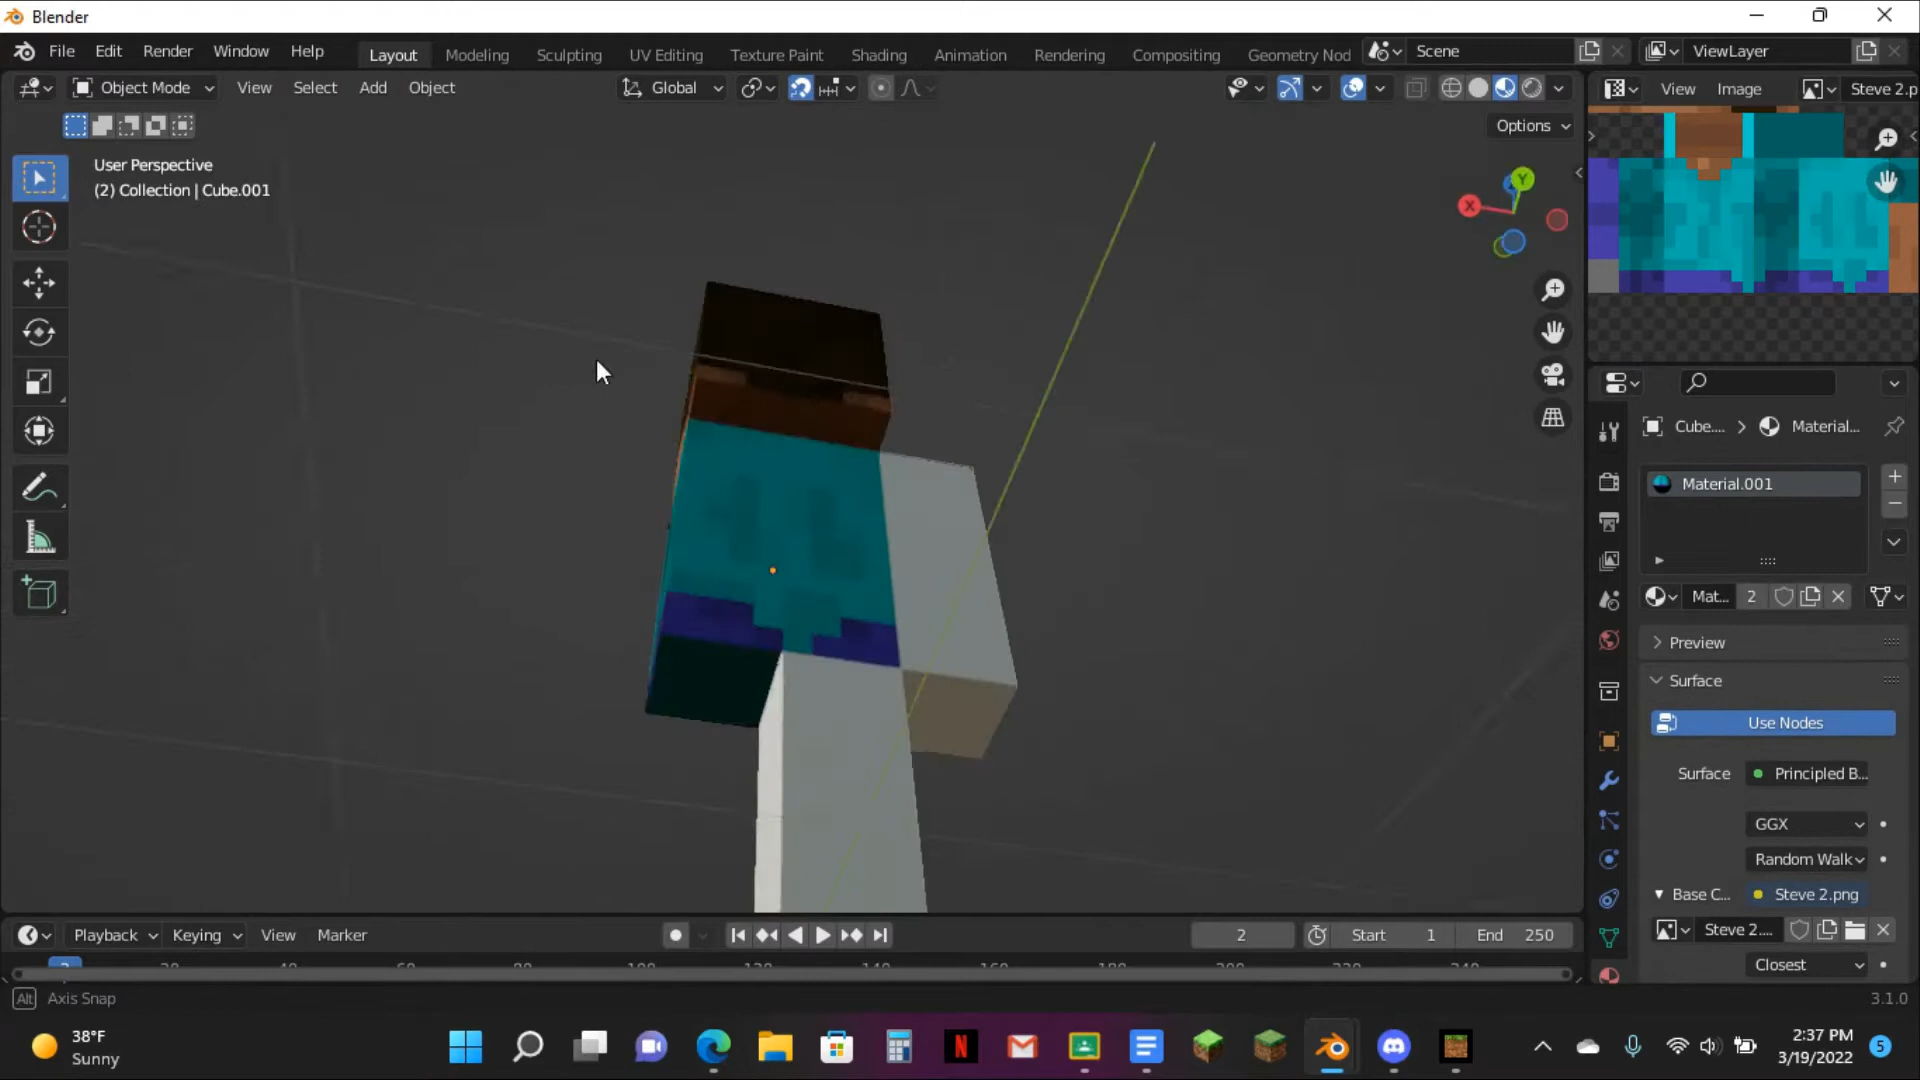 Blender
File Edit Render Window Help Layout Modeling Sculpting UV Editing Texture Paint Shading Animation Rendering Compositing Geometry Nod Scene ViewLayer
Object Mode View Select Add Object Global View Image Steve 2.p
Options
User Perspective
(2) Collection | Cube.001
X Y
Cube.... > Material...
Material.001
Mat... 2
Preview
Surface
Use Nodes
Surface Principled B...
GGX
Random Walk
Base C... Steve 2.png
Steve 2....
Closest
Playback Keying View Marker 2 Start 1 End 250
2
Alt Axis Snap 3.1.0
38°F
Sunny
N
2:37 PM
3/19/2022
5